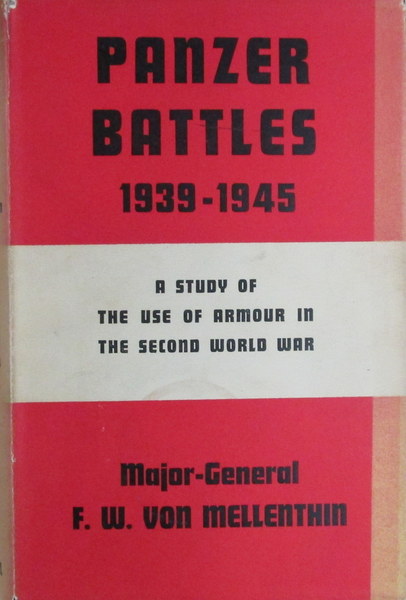 PANZER
BATTLES
1939-1945
A STUDY OF
THE USE OF ARMOUR IN
THE SECOND WORLD WAR
Major-General
F. W. VON MELLENTHIN